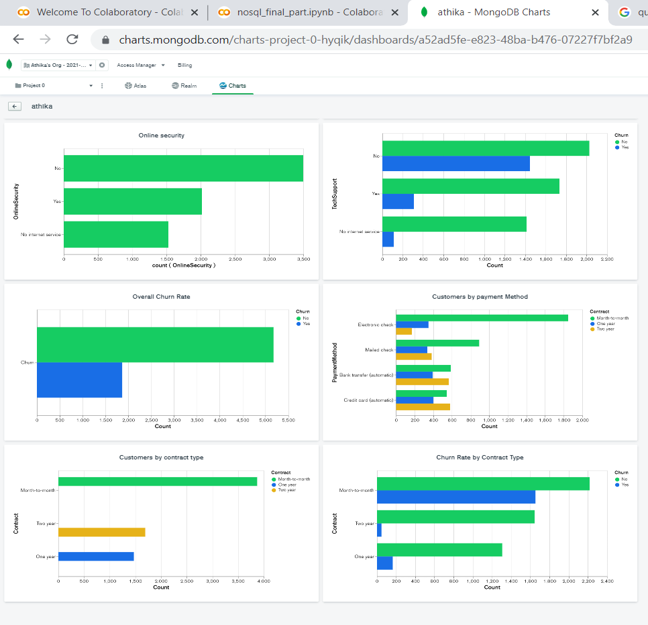 Welcome To Colaboratory - Cola
nosql_final_part.ipynb - Colabora
athika - MongoDB Charts
qu
charts.mongodb.com/charts-project-0-hyqik/dashboards/a52ad5fe-e823-48ba-b476-07227f7bf2a9
Athika's Org - 2021-...
Access Manager
Billing
Project 0
Atlas
Realm
Charts
athika
Online security
OnlineSecurity
No
Yes
No internet service
0 500 1,000 1,500 2,000 2,500 3,000 3,500
count ( OnlineSecurity )
Churn
No
Yes
TechSupport
No
Yes
No internet service
0 200 400 600 800 1,000 1,200 1,400 1,600 1,800 2,000 2,200
Count
Overall Churn Rate
Churn
No
Yes
Churn
0 500 1,000 1,500 2,000 2,500 3,000 3,500 4,000 4,500 5,000 5,500
Count
Customers by payment Method
Contract
Month-to-month
One year
Two year
PaymentMethod
Electronic check
Mailed check
Bank transfer (automatic)
Credit card (automatic)
0 200 400 600 800 1,000 1,200 1,400 1,600 1,800 2,000
Count
Customers by contract type
Contract
Month-to-month
One year
Two year
Contract
Month-to-month
Two year
One year
0 500 1,000 1,500 2,000 2,500 3,000 3,500 4,000
Count
Churn Rate by Contract Type
Churn
No
Yes
Contract
Month-to-month
Two year
One year
0 200 400 600 800 1,000 1,200 1,400 1,600 1,800 2,000 2,200 2,400
Count